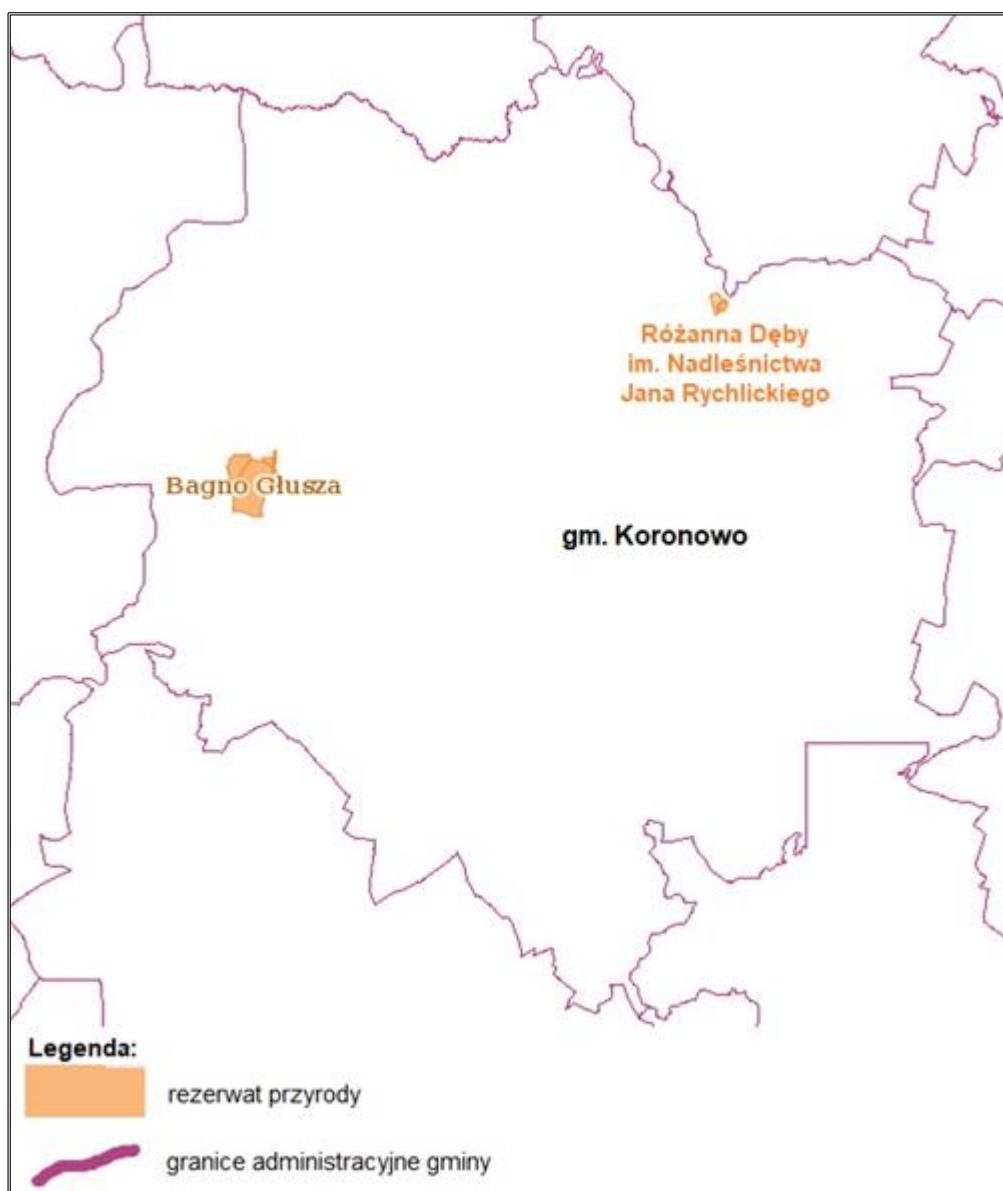 Różanna Dęby
im. Nadleśnictwa
Jana Rychlickiego
Bagno Głusza
gm. Koronowo
Legenda:
rezerwat przyrody
granice administracyjne gminy